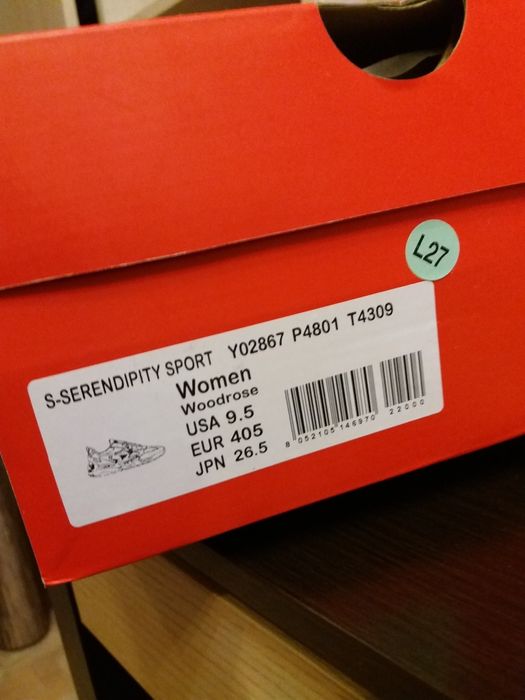 L27
S-SERENDIPITY SPORT Y02867 P4801 T4309
Women
Woodrose
USA 9.5
EUR 405
JPN 26.5
8 052105 146970 22000